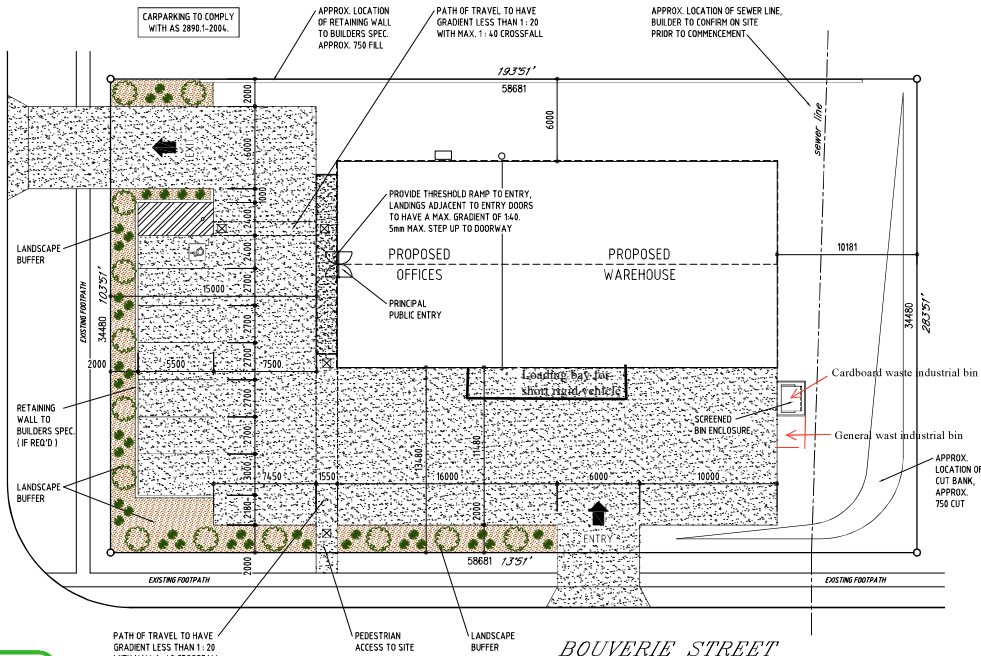 CARPARKING TO COMPLY
WITH AS 2890.1-2004.
APPROX. LOCATION
OF RETAINING WALL
TO BUILDERS SPEC.
APPROX. 750 FILL
PATH OF TRAVEL TO HAVE
GRADIENT LESS THAN 1:20
WITH MAX. 1:40 CROSSFALL
APPROX. LOCATION OF SEWER LINE,
BUILDER TO CONFIRM ON SITE
PRIOR TO COMMENCEMENT
193°51'
58681
2000
6000
6000
sewer line
EXIT
1000
PROVIDE THRESHOLD RAMP TO ENTRY,
LANDINGS ADJACENT TO ENTRY DOORS
TO HAVE A MAX. GRADIENT OF 1:40.
5mm MAX. STEP UP TO DOORWAY
2400
2400
LANDSCAPE
BUFFER
PROPOSED
OFFICES
PROPOSED
WAREHOUSE
10181
EXISTING FOOTPATH
34480
103°51'
15000
2700
PRINCIPAL
PUBLIC ENTRY
34480
283°51'
2700
2000
5500
2700
7500
Loading bay for
short rigid vehicle
Cardboard waste industrial bin
2700
RETAINING
WALL TO
BUILDERS SPEC.
( IF REQ'D )
2700
SCREENED
BIN ENCLOSURE
General wast industrial bin
13480
11480
APPROX.
LOCATION OF
CUT BANK,
APPROX.
750 CUT
LANDSCAPE
BUFFER
3000
7450
1550
16000
6000
10000
2180
ENTRY
2000
58681
13°51'
EXISTING FOOTPATH
EXISTING FOOTPATH
PATH OF TRAVEL TO HAVE
GRADIENT LESS THAN 1:20
PEDESTRIAN
ACCESS TO SITE
LANDSCAPE
BUFFER
BOUVERIE STREET